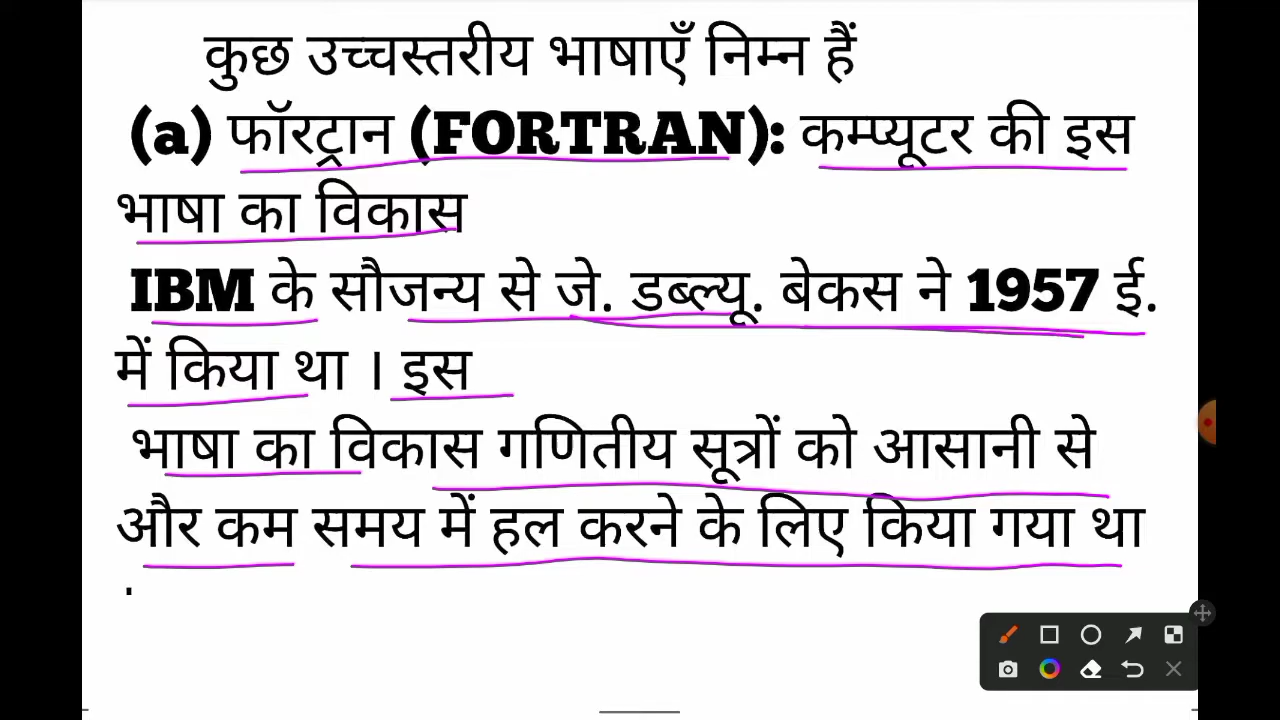 कुछ उच्चस्तरीय भाषाएँ निम्न हैं
(a) फॉरट्रान (FORTRAN): कम्प्यूटर की इस
भाषा का विकास
IBM के सौजन्य से जे. डब्ल्यू. बेकस ने 1957 ई.
में किया था । इस
भाषा का विकास गणितीय सूत्रों को आसानी से
और कम समय में हल करने के लिए किया गया था
.